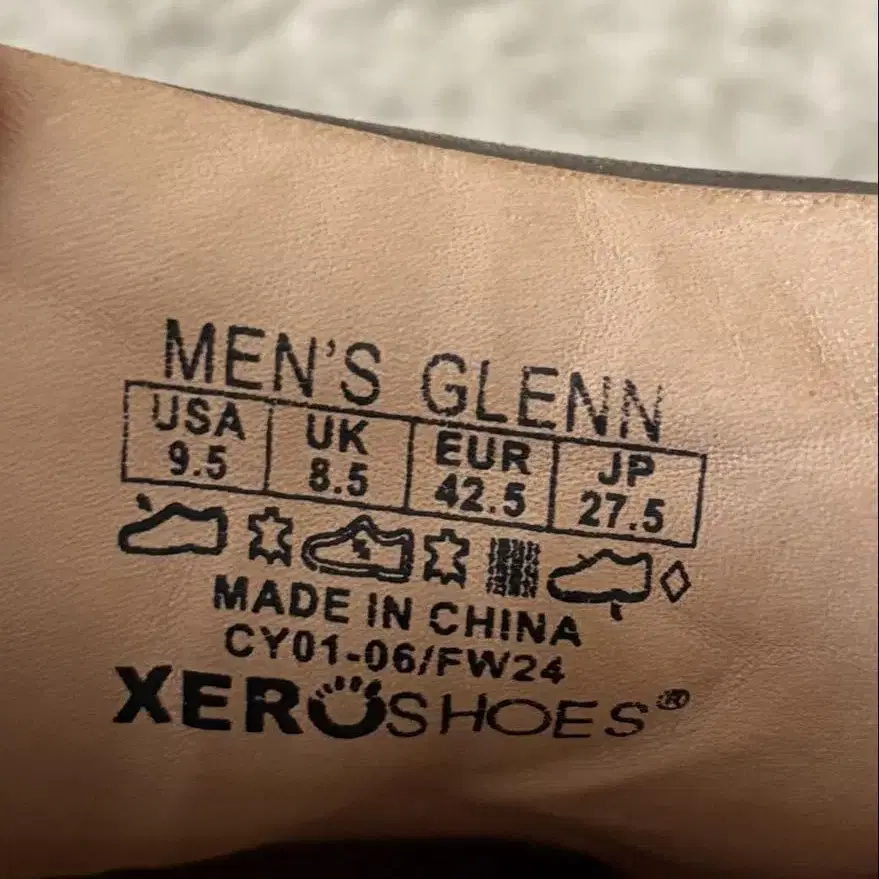 MEN'S GLENN
USA UK EUR JP
9.5 8.5 42.5 27.5
MADE IN CHINA
CY01-06/FW24
XEROSHOES®